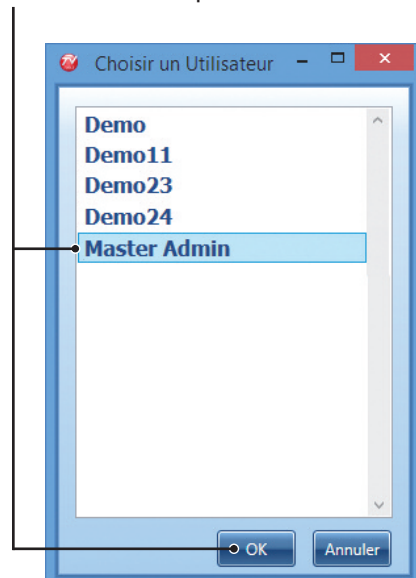 Choisir un Utilisateur
Demo
Demo11
Demo23
Demo24
Master Admin
OK Annuler